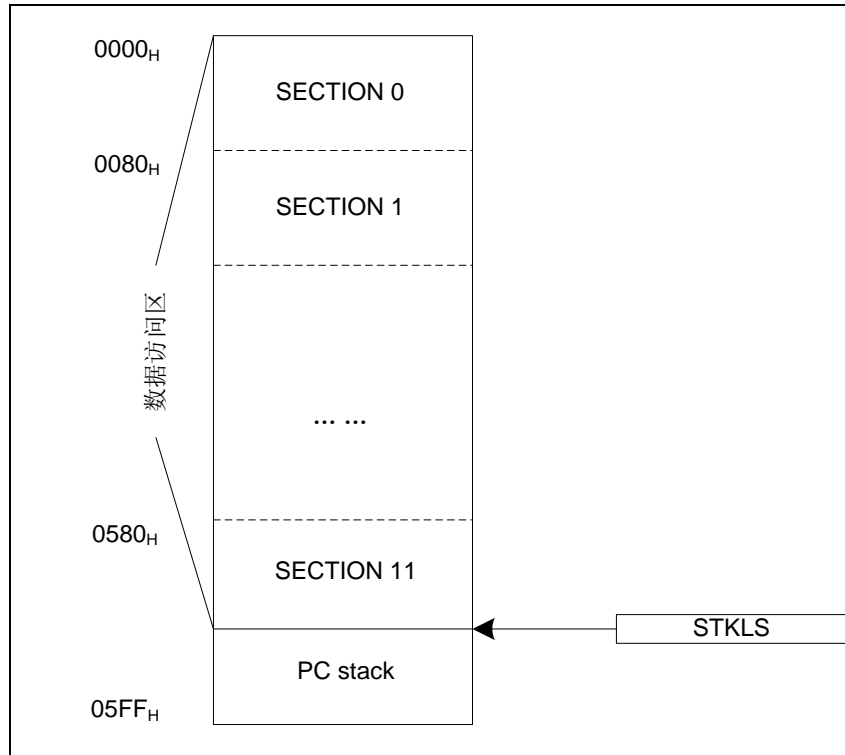 0000H
SECTION 0
0080H
SECTION 1
数据访问区
... ...
0580H
SECTION 11
STKLS
PC stack
05FFH